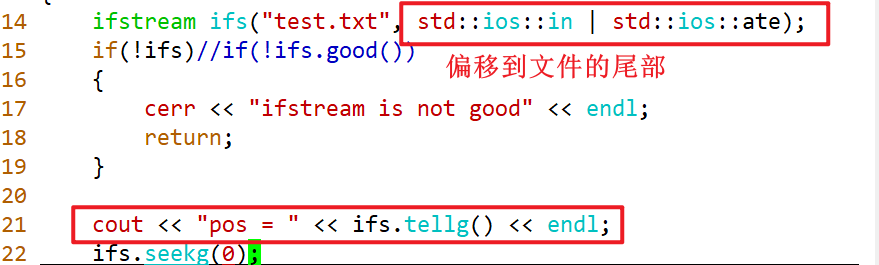 14 ifstream ifs("test.txt", std::ios::in | std::ios::ate);
15 if(!ifs)//if(!ifs.good())
偏移到文件的尾部
16 {
17 cerr << "ifstream is not good" << endl;
18 return;
19 }
20
21 cout << "pos = " << ifs.tellg() << endl;
22 ifs.seekg(0);